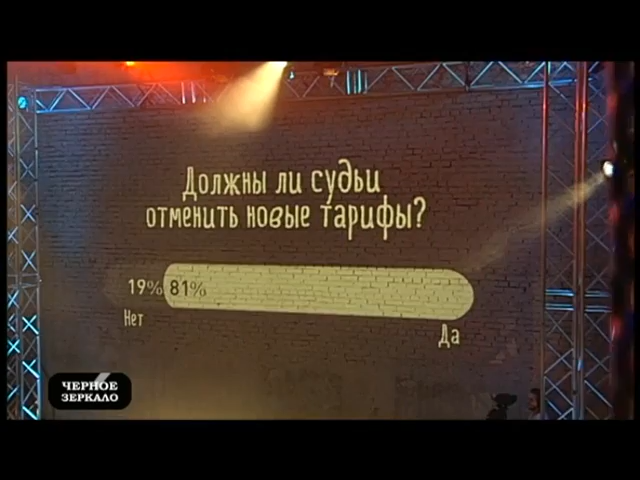 Должны ли судьи
отменить новые тарифы?
19% 81%
Нет
Да
ЧЕРНОЕ
ЗЕРКАЛО